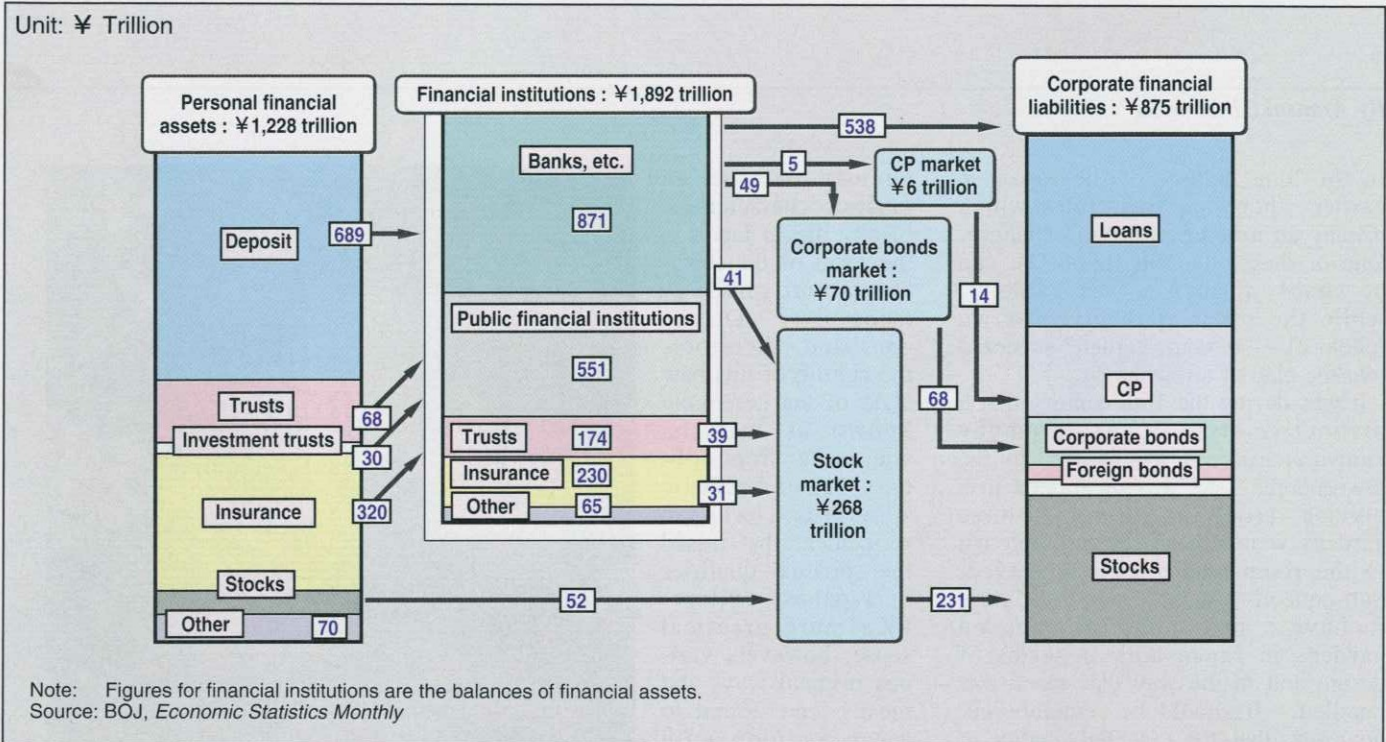 Unit: ¥ Trillion
Personal financial
assets : ¥1,228 trillion
Deposit
689
Trusts
68
Investment trusts
30
Insurance
320
Stocks
52
Other
70
Financial institutions : ¥1,892 trillion
Banks, etc.
871
Public financial institutions
551
Trusts
174
39
Insurance
230
Other
65
31
538
5
49
41
CP market
¥6 trillion
14
Corporate bonds
market :
¥70 trillion
68
Stock
market :
¥268
trillion
231
Corporate financial
liabilities : ¥875 trillion
Loans
CP
Corporate bonds
Foreign bonds
Stocks
Note: Figures for financial institutions are the balances of financial assets.
Source: BOJ, Economic Statistics Monthly